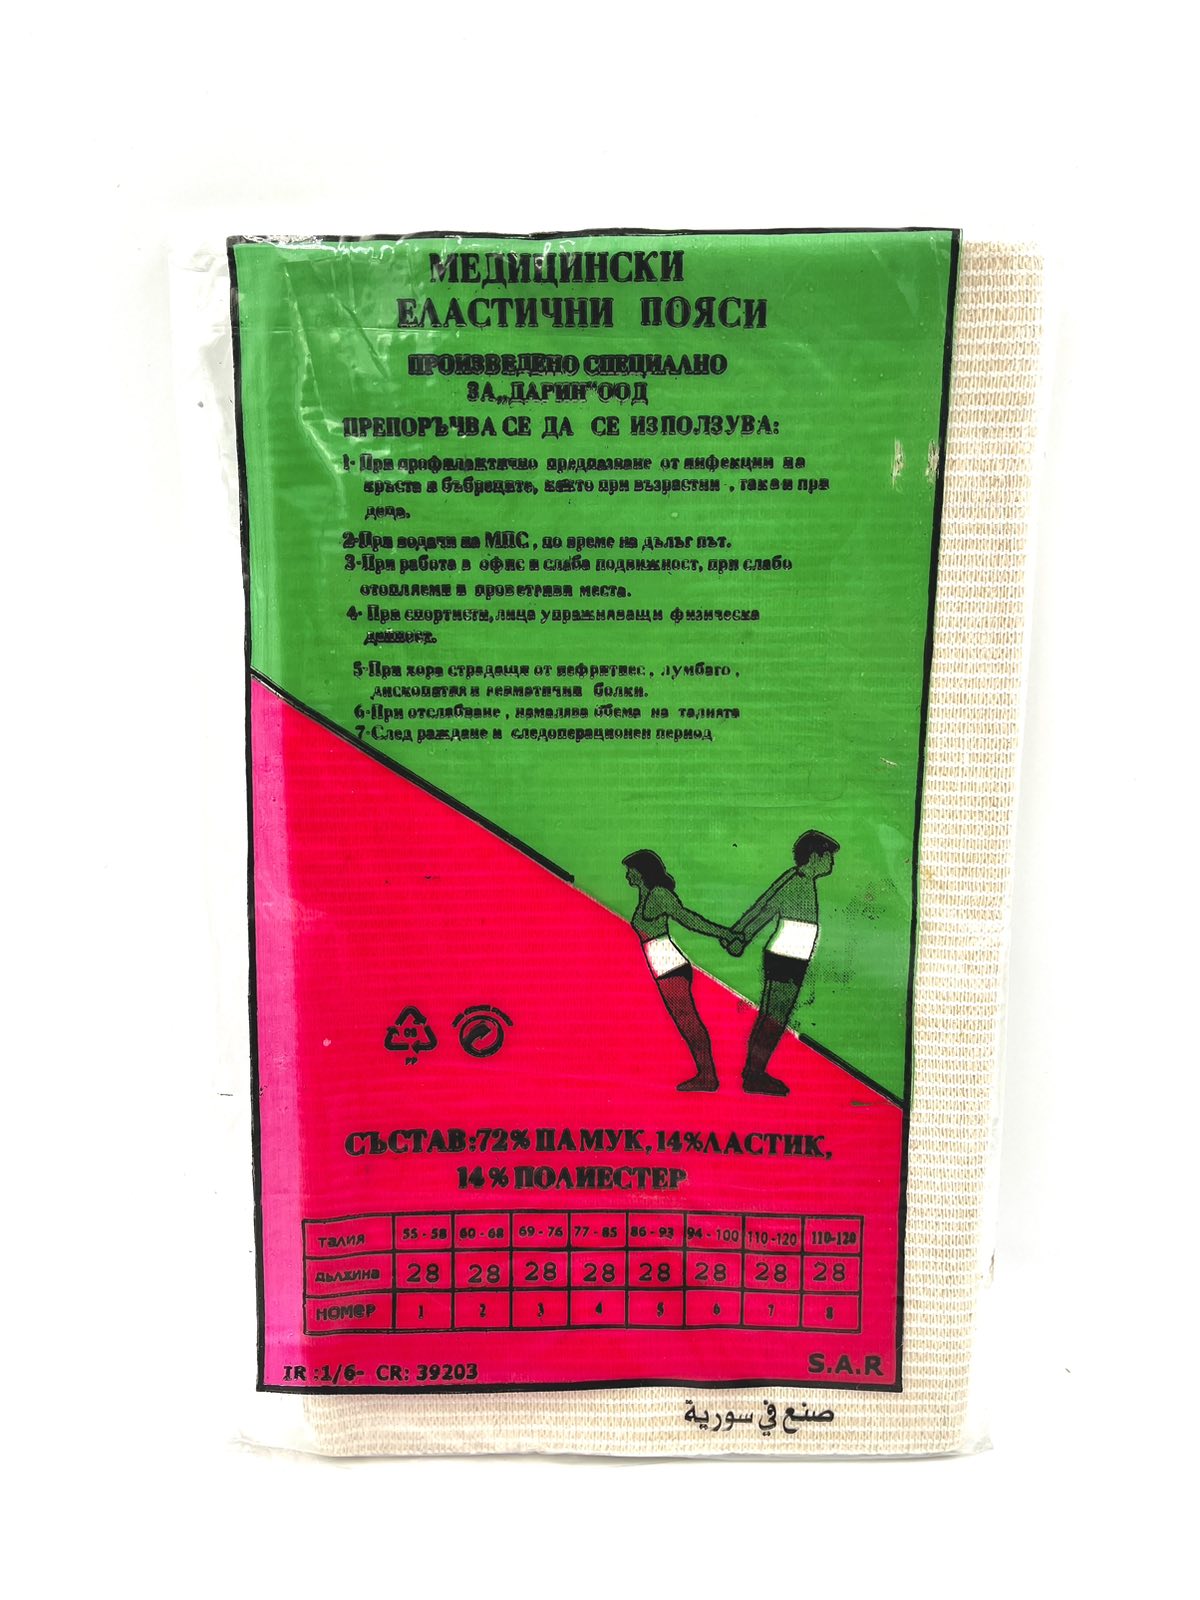 МЕДИЦИНСКИ
ЕЛАСТИЧНИ ПОЯСИ
ПРОИЗВЕДЕНО СПЕЦИАЛНО
ЗА „ДАРИН“ ООД
ПРЕПОРЪЧВА СЕ ДА СЕ ИЗПОЛЗУВА:
1- При профилактично предпазване от инфекции на
кръста и бъбреците, както при възрастни , така и при
деца.
2-При водачи на МПС , по време на дълъг път.
3-При работа в офис и слаба подвижност, при слабо
отопляеми и проветриви места.
4- При спортисти, лица упражняващи физическа
дейност.
5-При хора страдащи от нефритиес , лумбаго ,
дископатия и ревматични болки.
6-При отслабване , намалява обема на талията
7-След раждане и следоперационен период
80
PP
СЪСТАВ:72% ПАМУК, 14%ЛАСТИК,
14% ПОЛИЕСТЕР
талия 55 - 58 60 - 68 69 - 76 77 - 85 86 - 93 94 - 100 110 -120 110-120
дължина 28 28 28 28 28 28 28 28
номер 1 2 3 4 5 6 7 8
IR :1/6- CR: 39203
S.A.R
صنع في سورية